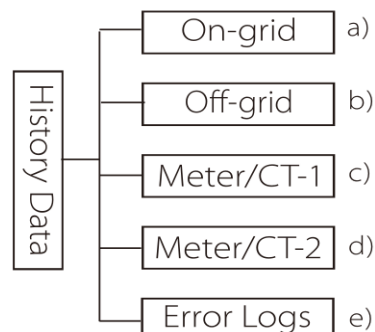 History Data
On-grid a)
Off-grid b)
Meter/CT-1 c)
Meter/CT-2 d)
Error Logs e)